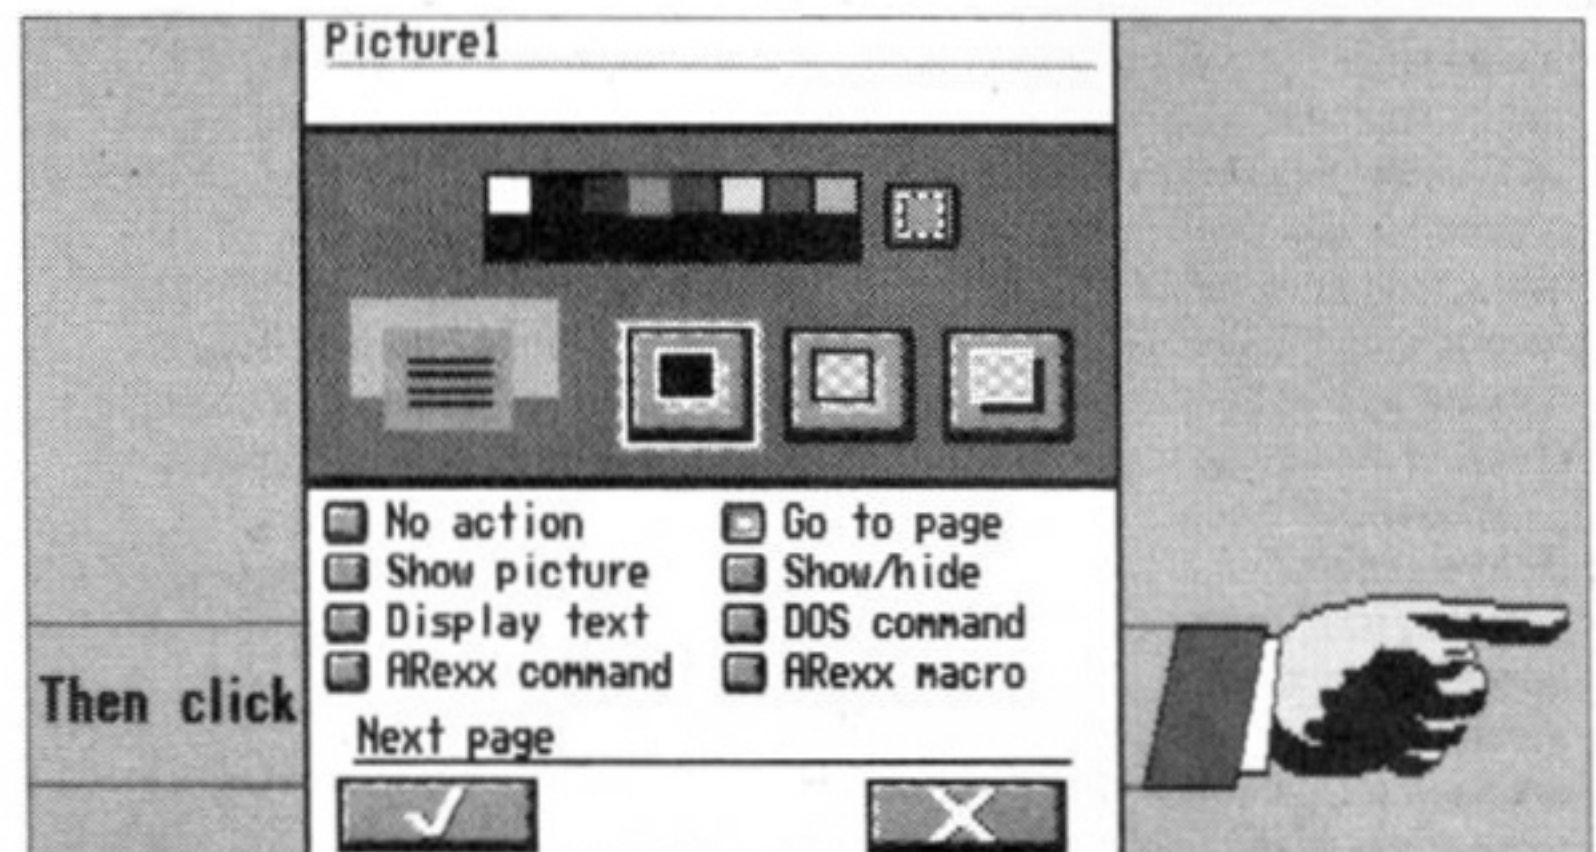 Picture1
No action Go to page
Show picture Show/hide
Display text DOS command
ARexx command ARexx macro
Then click
Next page